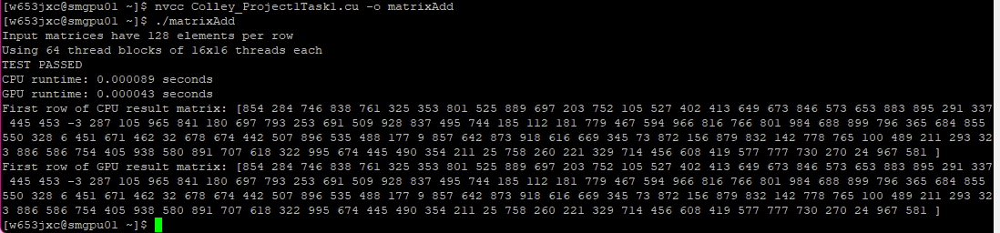 [w653jxc@smgpu01 ~]$ nvcc Colley_Project1Task1.cu -o matrixAdd
[w653jxc@smgpu01 ~]$ ./matrixAdd
Input matrices have 128 elements per row
Using 64 thread blocks of 16x16 threads each
TEST PASSED
CPU runtime: 0.000089 seconds
GPU runtime: 0.000043 seconds
First row of CPU result matrix: [854 284 746 838 761 325 353 801 525 889 697 203 752 105 527 402 413 649 673 846 573 653 883 895 291 337
 445 453 -3 287 105 965 841 180 697 793 253 691 509 928 837 495 744 185 112 181 779 467 594 966 816 766 801 984 688 899 796 365 684 855
550 328 6 451 671 462 32 678 674 442 507 896 535 488 177 9 857 642 873 918 616 669 345 73 872 156 879 832 142 778 765 100 489 211 293 32
3 886 586 754 405 938 580 891 707 618 322 995 674 445 490 354 211 25 758 260 221 329 714 456 608 419 577 777 730 270 24 967 581 ]
First row of GPU result matrix: [854 284 746 838 761 325 353 801 525 889 697 203 752 105 527 402 413 649 673 846 573 653 883 895 291 337
 445 453 -3 287 105 965 841 180 697 793 253 691 509 928 837 495 744 185 112 181 779 467 594 966 816 766 801 984 688 899 796 365 684 855
550 328 6 451 671 462 32 678 674 442 507 896 535 488 177 9 857 642 873 918 616 669 345 73 872 156 879 832 142 778 765 100 489 211 293 32
3 886 586 754 405 938 580 891 707 618 322 995 674 445 490 354 211 25 758 260 221 329 714 456 608 419 577 777 730 270 24 967 581 ]
[w653jxc@smgpu01 ~]$